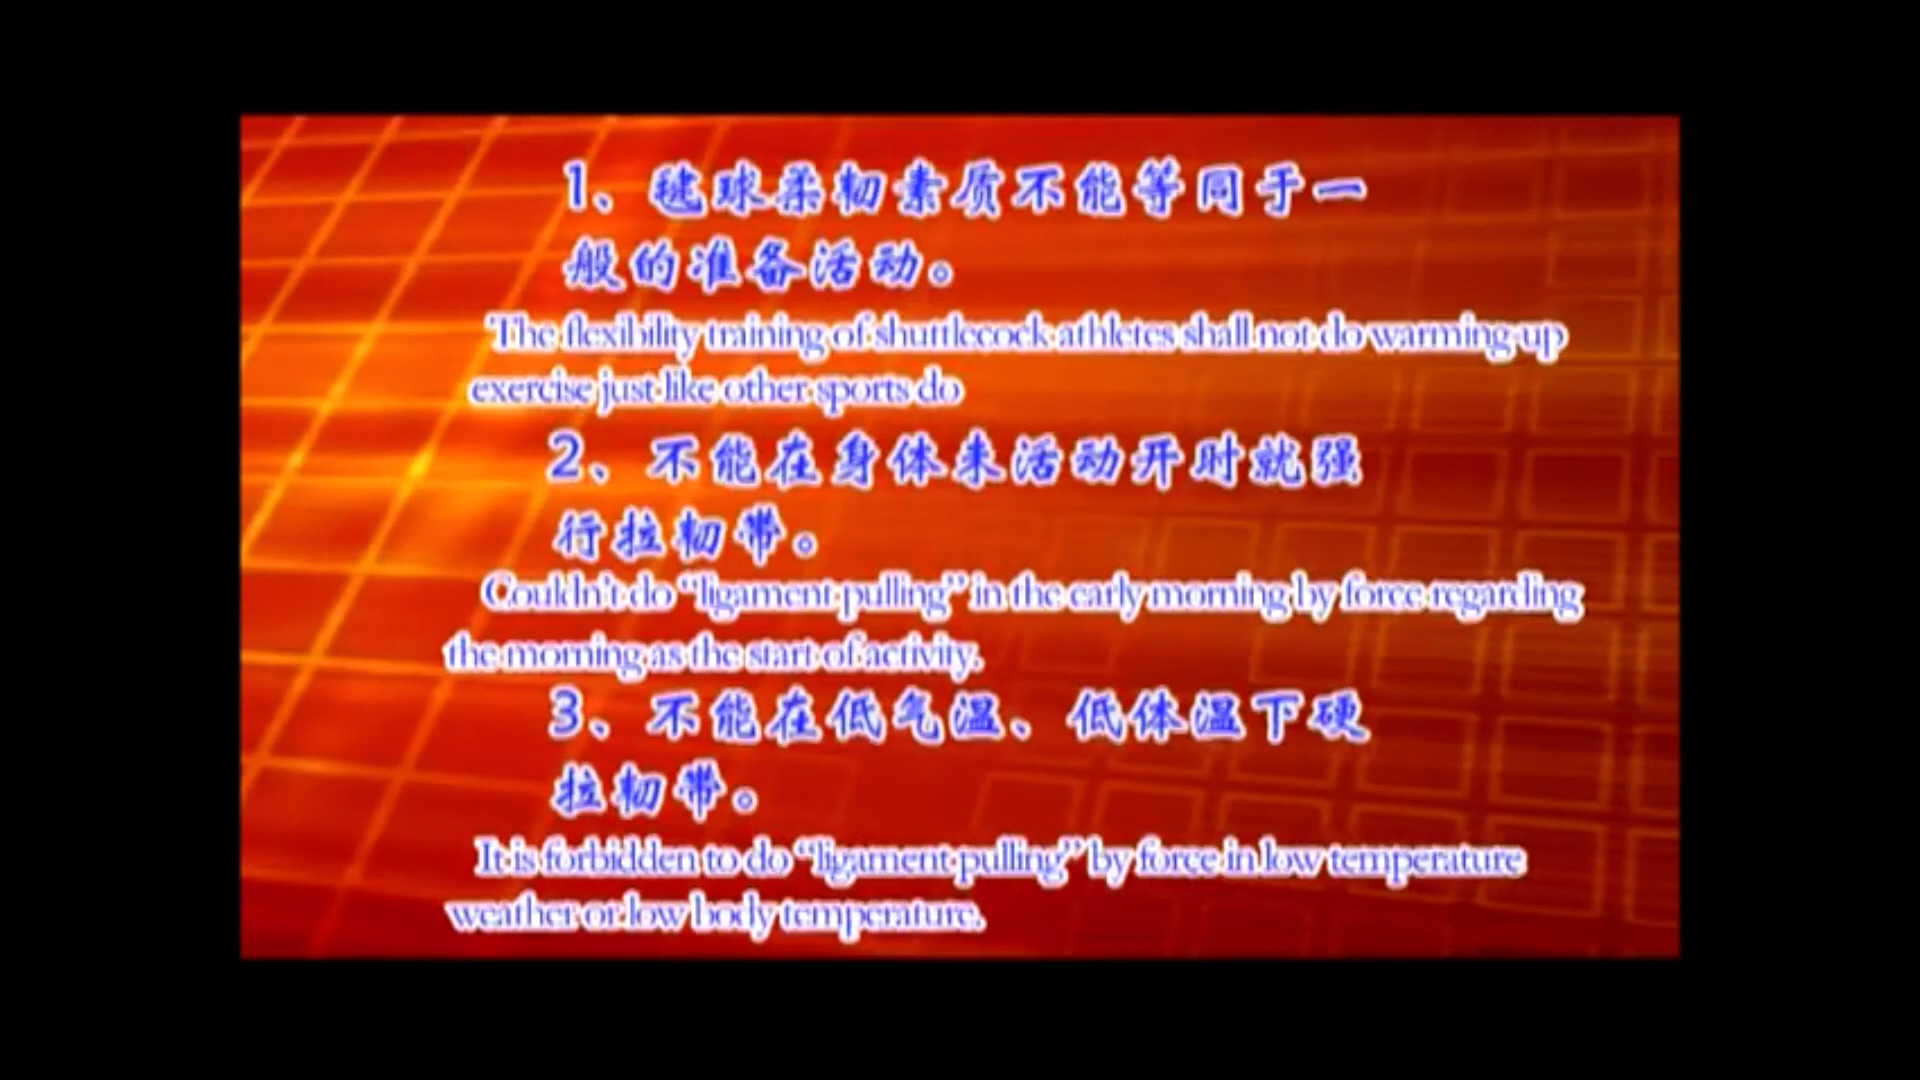 1、毽球柔韧素质不能等同于一
般的准备活动。
The flexibility training of shuttlecock athletes shall not do warming-up
exercise just like other sports do
2、不能在身体未活动开时就强
行拉韧带。
Couldn't do “ligament pulling” in the early morning by force regarding
the morning as the start of activity.
3、不能在低气温、低体温下硬
拉韧带。
It is forbidden to do “ligament pulling” by force in low temperature
weather or low body temperature.